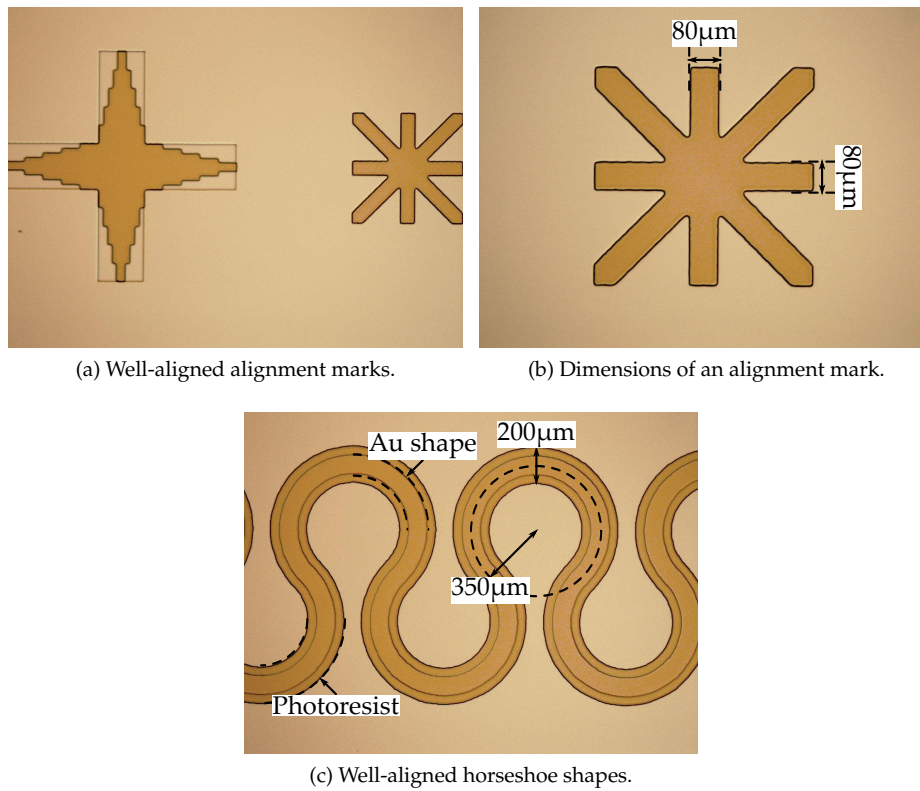 80µm
80µm
(a) Well-aligned alignment marks.
(b) Dimensions of an alignment mark.
Au shape
200µm
350µm
Photoresist
(c) Well-aligned horseshoe shapes.